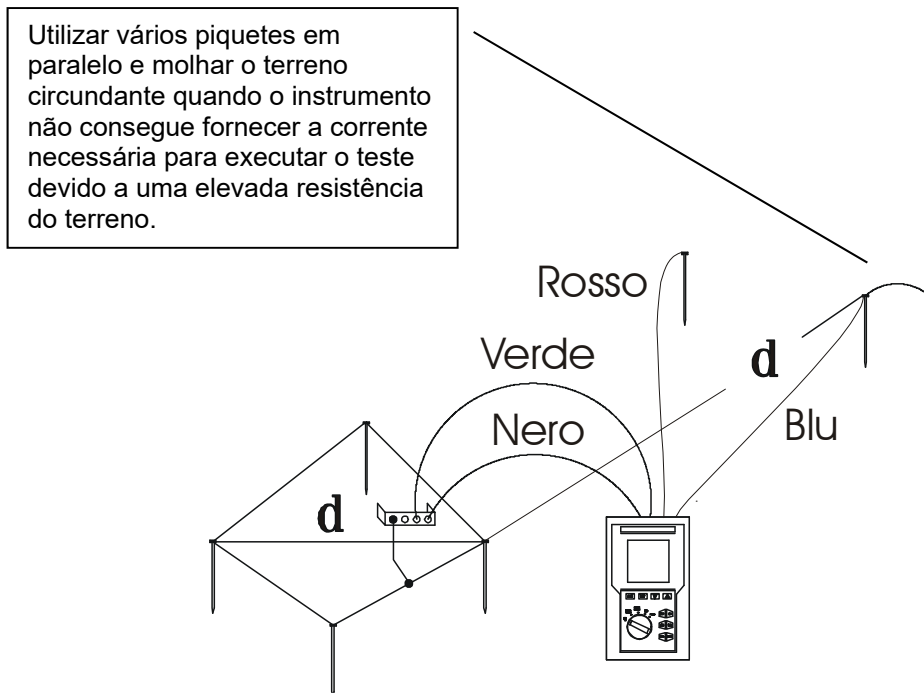 Utilizar vários piquetes em
paralelo e molhar o terreno
circundante quando o instrumento
não consegue fornecer a corrente
necessária para executar o teste
devido a uma elevada resistência
do terreno.
Rosso
Verde
d
Nero
Blu
d